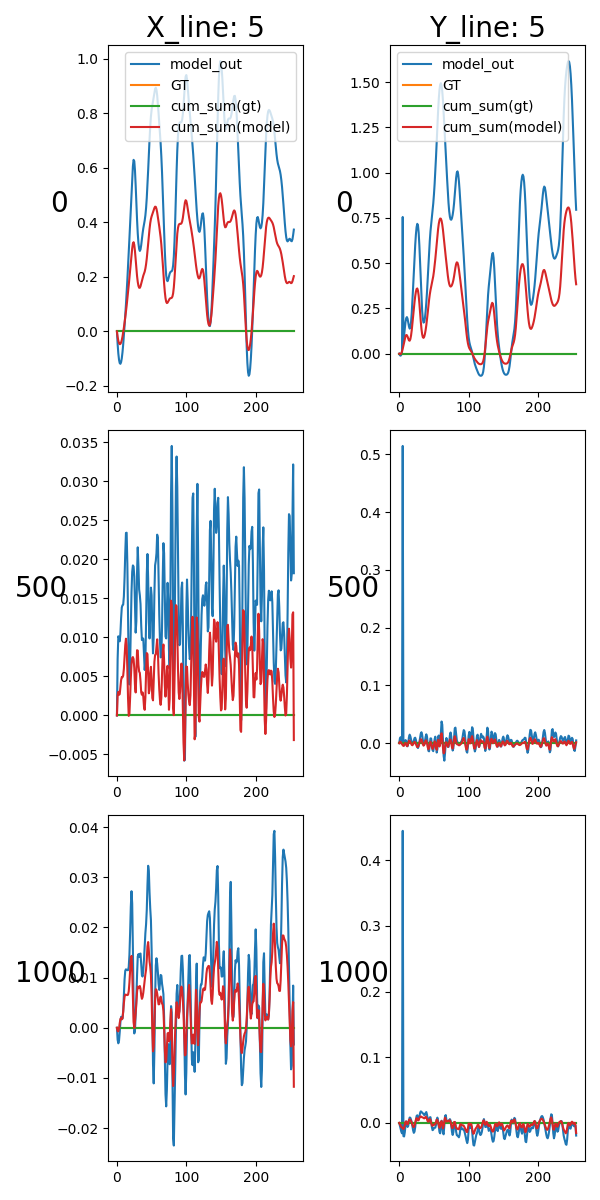 X_line: 5
Y_line: 5
model_out
GT
cum_sum(gt)
cum_sum(model)
model_out
GT
cum_sum(gt)
cum_sum(model)
0
1.0
0.8
0.6
0.4
0.2
0.0
−0.2
0 100 200
0
1.50
1.25
1.00
0.75
0.50
0.25
0.00
0 100 200
500
0.035
0.030
0.025
0.020
0.015
0.010
0.005
0.000
−0.005
0 100 200
500
0.5
0.4
0.3
0.2
0.1
0.0
0 100 200
1000
0.04
0.03
0.02
0.01
0.00
−0.01
−0.02
0 100 200
1000
0.4
0.3
0.2
0.1
0.0
0 100 200